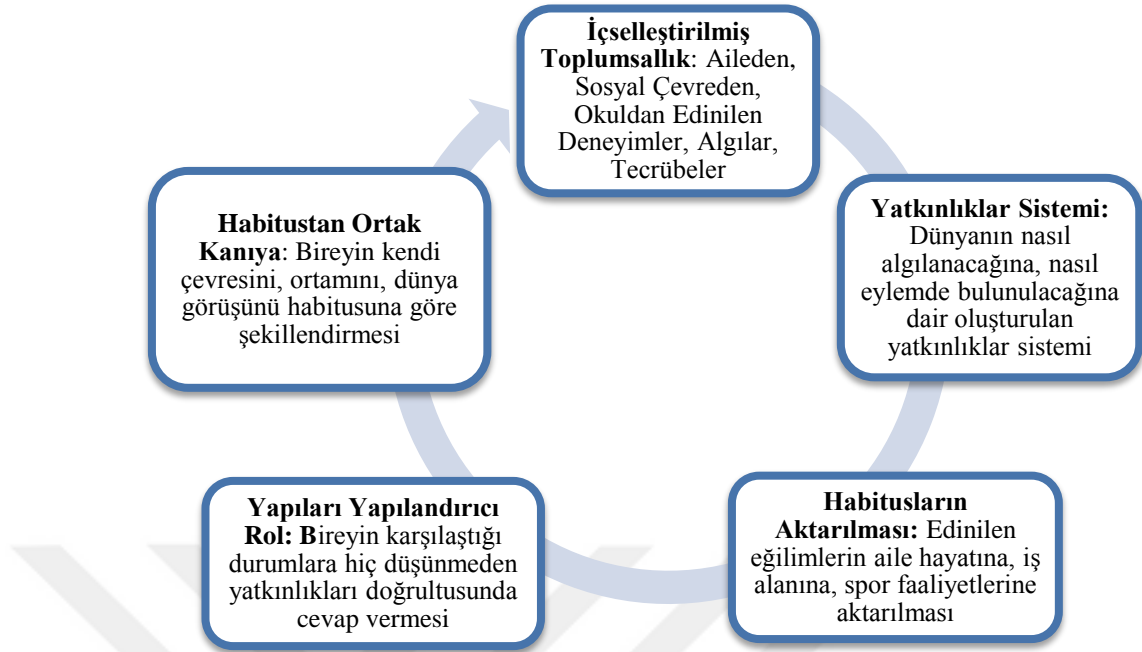 İçselleştirilmiş
Toplumsallık: Aileden,
Sosyal Çevreden,
Okuldan Edinilen
Deneyimler, Algılar,
Tecrübeler
Yatkınlıklar Sistemi:
Dünyanın nasıl
algılanacağına, nasıl
eylemde bulunulacağına
dair oluşturulan
yatkınlıklar sistemi
Habitusların
Aktarılması: Edinilen
eğilimlerin aile hayatına, iş
alanına, spor faaliyetlerine
aktarılması
Yapıları Yapılandırıcı
Rol: Bireyin karşılaştığı
durumlara hiç düşünmeden
yatkınlıkları doğrultusunda
cevap vermesi
Habitustan Ortak
Kanıya: Bireyin kendi
çevresini, ortamını, dünya
görüşünü habitusuna göre
şekillendirmesi